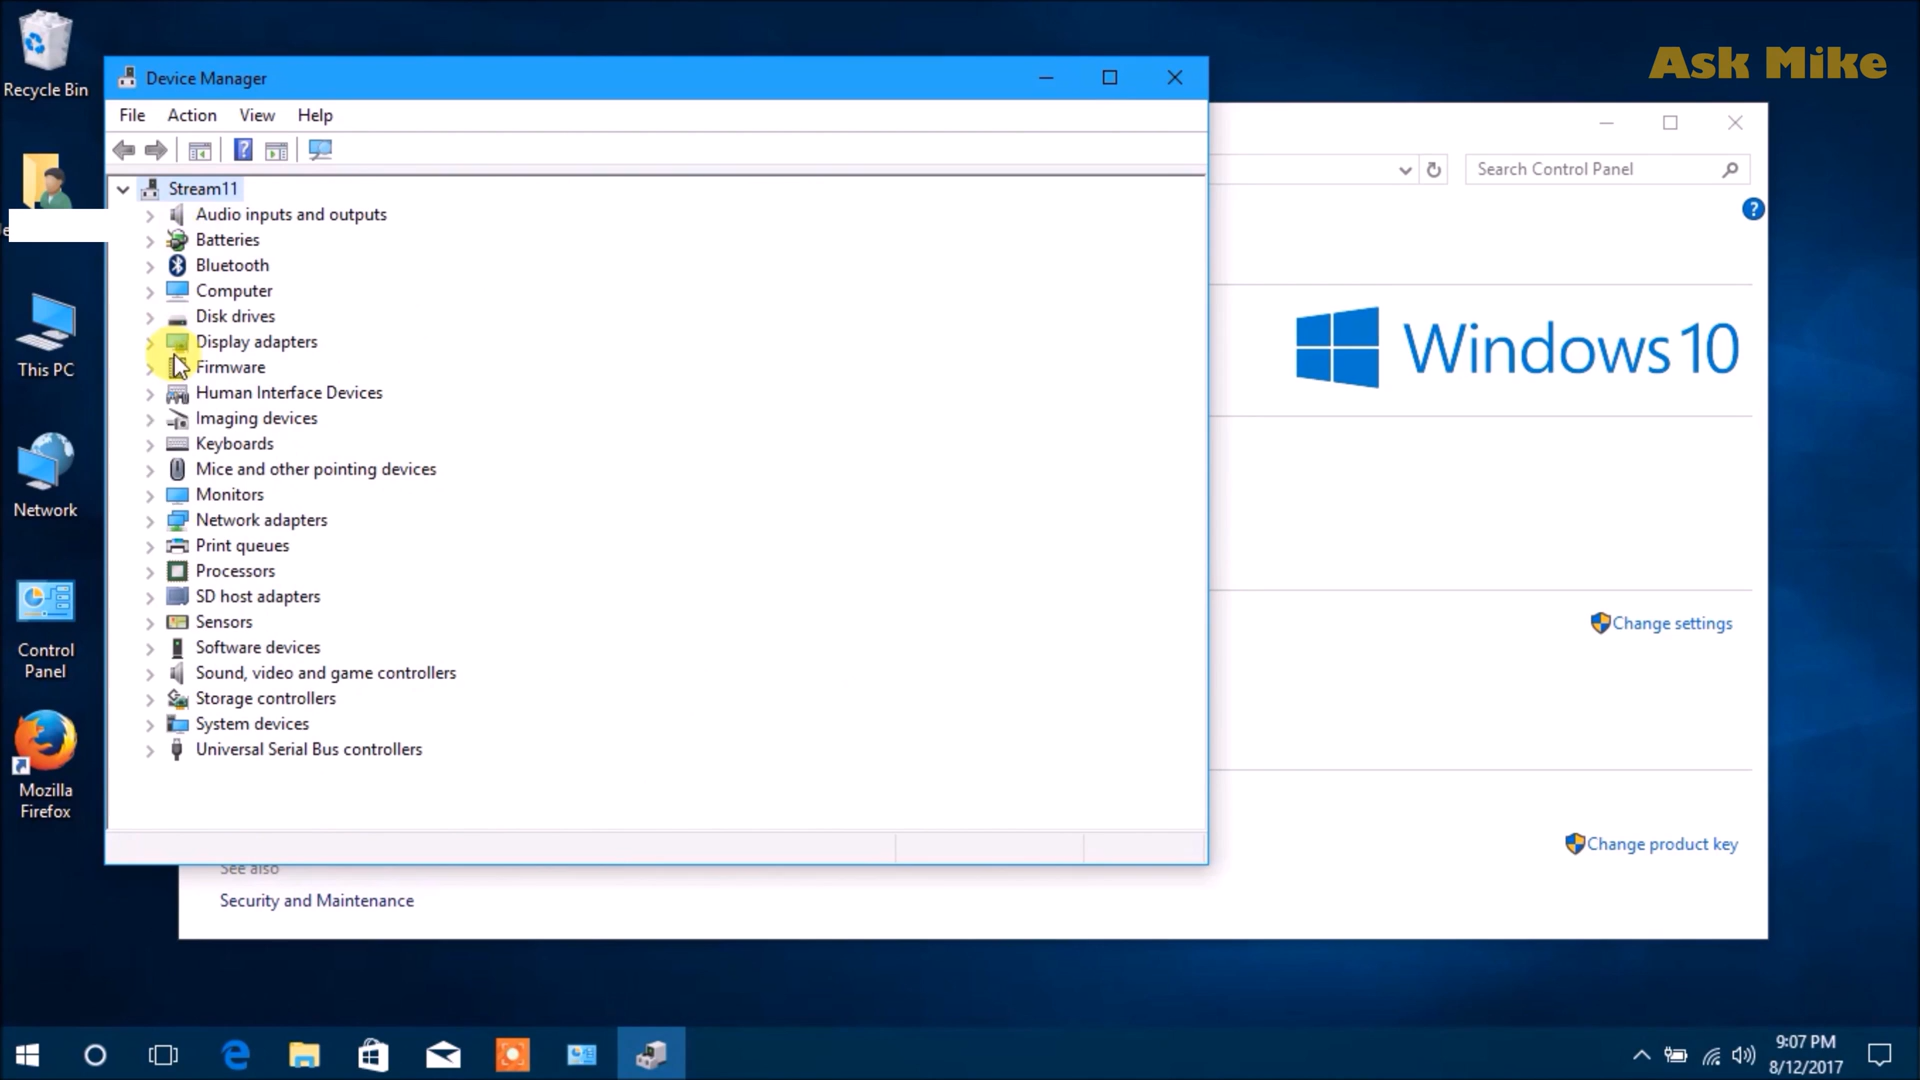 Ask Mike
Recycle Bin
This PC
Network
Control
Panel
Mozilla
Firefox
Device Manager
File Action View Help
Stream11
Audio inputs and outputs
Batteries
Bluetooth
Computer
Disk drives
Display adapters
Firmware
Human Interface Devices
Imaging devices
Keyboards
Mice and other pointing devices
Monitors
Network adapters
Print queues
Processors
SD host adapters
Sensors
Software devices
Sound, video and game controllers
Storage controllers
System devices
Universal Serial Bus controllers
Search Control Panel
Windows 10
Change settings
Change product key
See also
Security and Maintenance
9:07 PM
8/12/2017